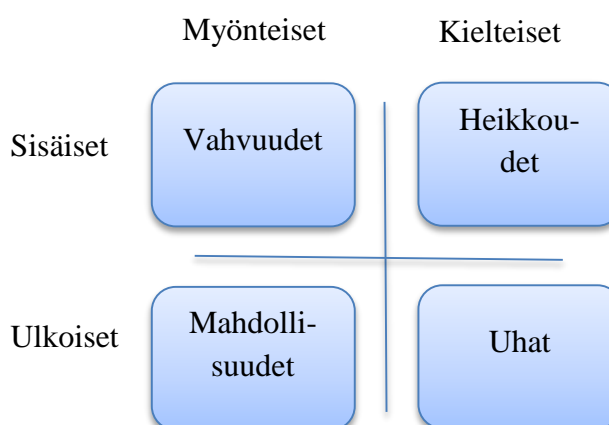 Myönteiset Kielteiset
Sisäiset
Vahvuudet
Heikkou-
det
Ulkoiset
Mahdolli-
suudet
Uhat